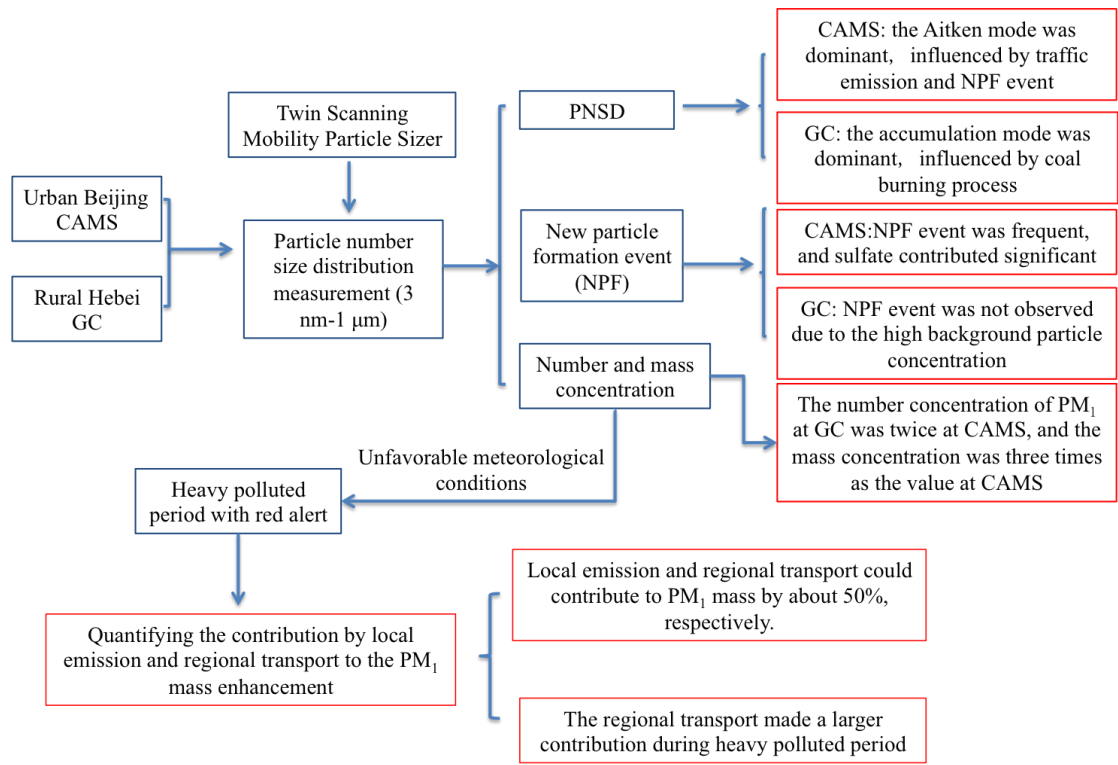 Urban Beijing
CAMS
Rural Hebei
GC
Twin Scanning
Mobility Particle Sizer
Particle number
size distribution
measurement (3
nm-1 μm)
PNSD
CAMS: the Aitken mode was
dominant, influenced by traffic
emission and NPF event
GC: the accumulation mode was
dominant, influenced by coal
burning process
New particle
formation event
(NPF)
CAMS:NPF event was frequent,
and sulfate contributed significant
GC: NPF event was not observed
due to the high background particle
concentration
Number and mass
concentration
The number concentration of PM₁
at GC was twice at CAMS, and the
mass concentration was three times
as the value at CAMS
Unfavorable meteorological
conditions
Heavy polluted
period with red alert
Quantifying the contribution by local
emission and regional transport to the PM₁
mass enhancement
Local emission and regional transport could
contribute to PM₁ mass by about 50%,
respectively.
The regional transport made a larger
contribution during heavy polluted period